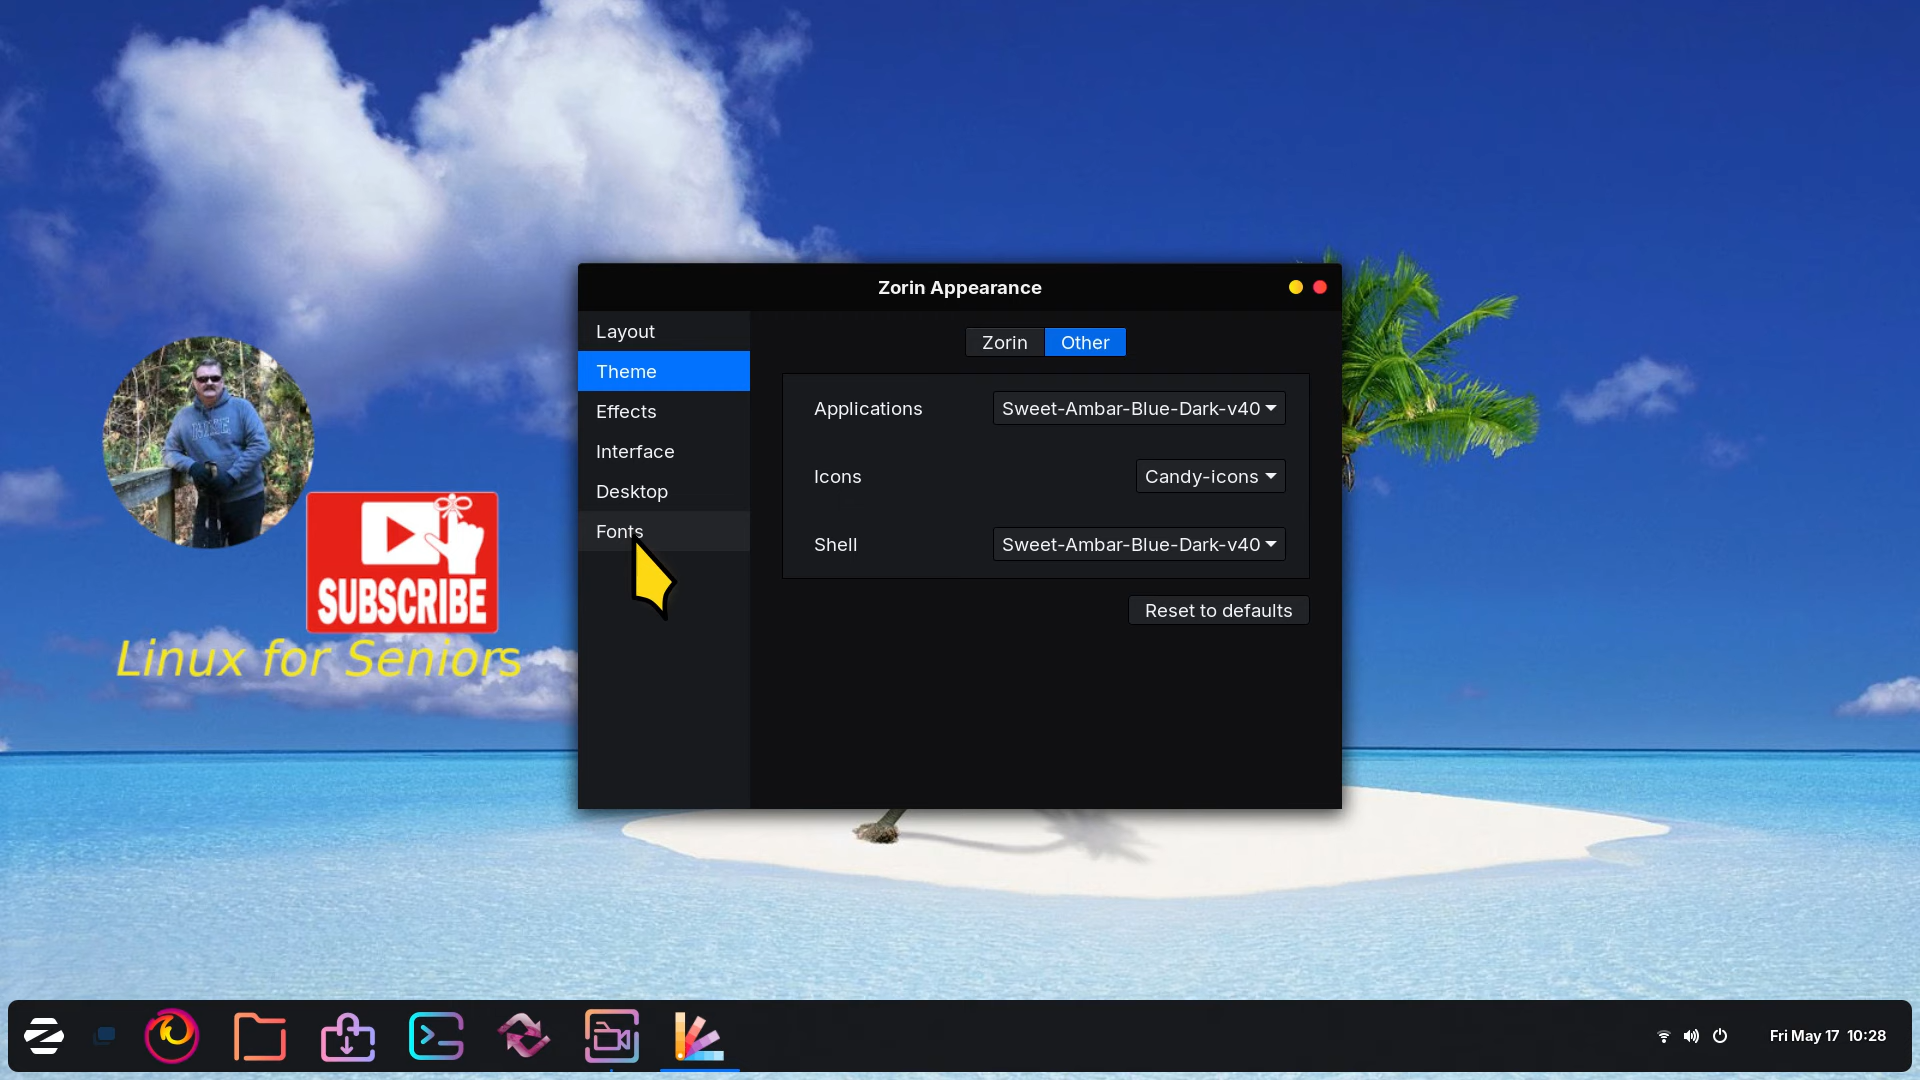 Zorin Appearance
Layout
Theme
Effects
Interface
Desktop
Fonts
Zorin
Other
Applications
Sweet-Ambar-Blue-Dark-v40
Icons
Candy-icons
Shell
Sweet-Ambar-Blue-Dark-v40
Reset to defaults
SUBSCRIBE
Linux for Seniors
Fri May 17 10:28